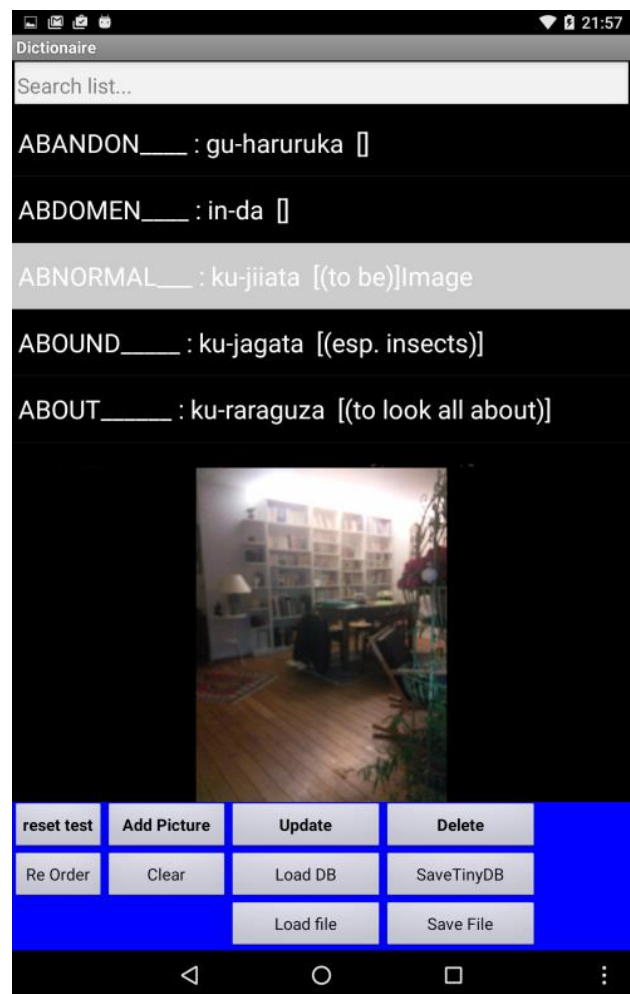 21:57
Dictionaire
Search list...
ABANDON____ : gu-haruruka []
ABDOMEN____ : in-da []
ABNORMAL___ : ku-jiiata [(to be)]Image
ABOUND_____ : ku-jagata [(esp. insects)]
ABOUT______ : ku-raraguza [(to look all about)]
reset test Add Picture Update Delete
Re Order Clear Load DB SaveTinyDB
Load file Save File